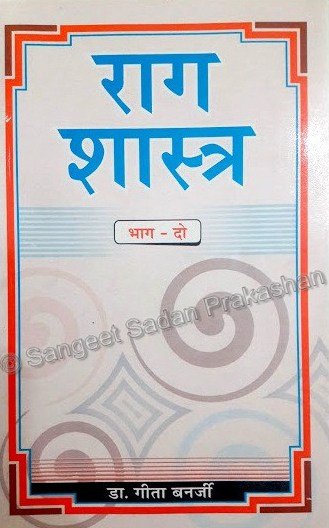 राग
शास्त्र
भाग - दो
© Sangeet Sadan Prakashan
डा. गीता बनर्जी